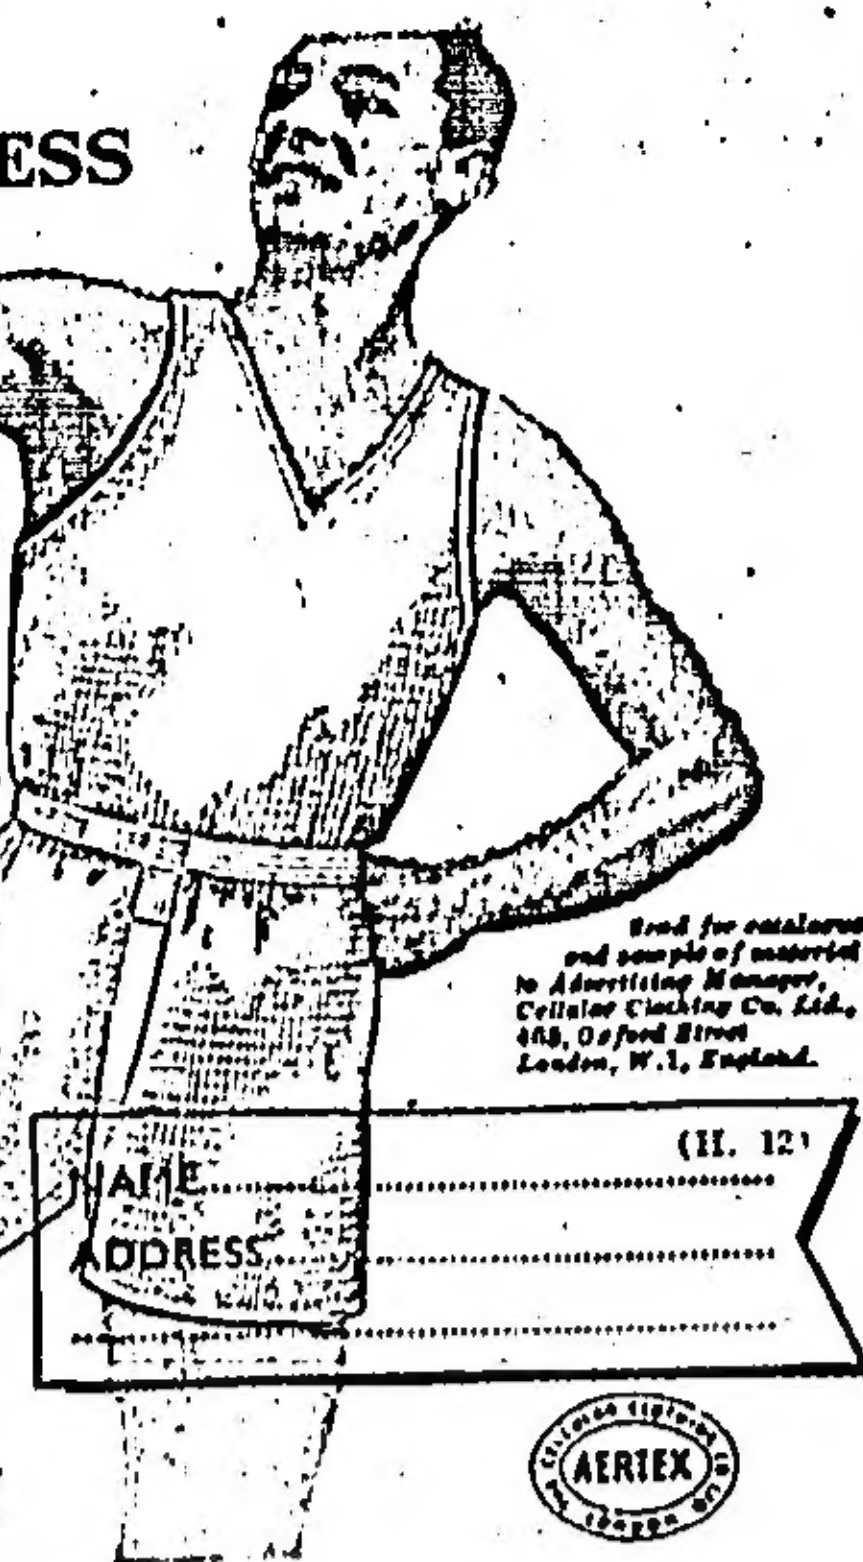 ESS
Send for catalogue
and sample of material
to Advertising Manager,
Cellular Clothing Co. Ltd.,
465, Oxford Street
London, W.1, England.
(H. 12)
NAME
ADDRESS
AERTEX